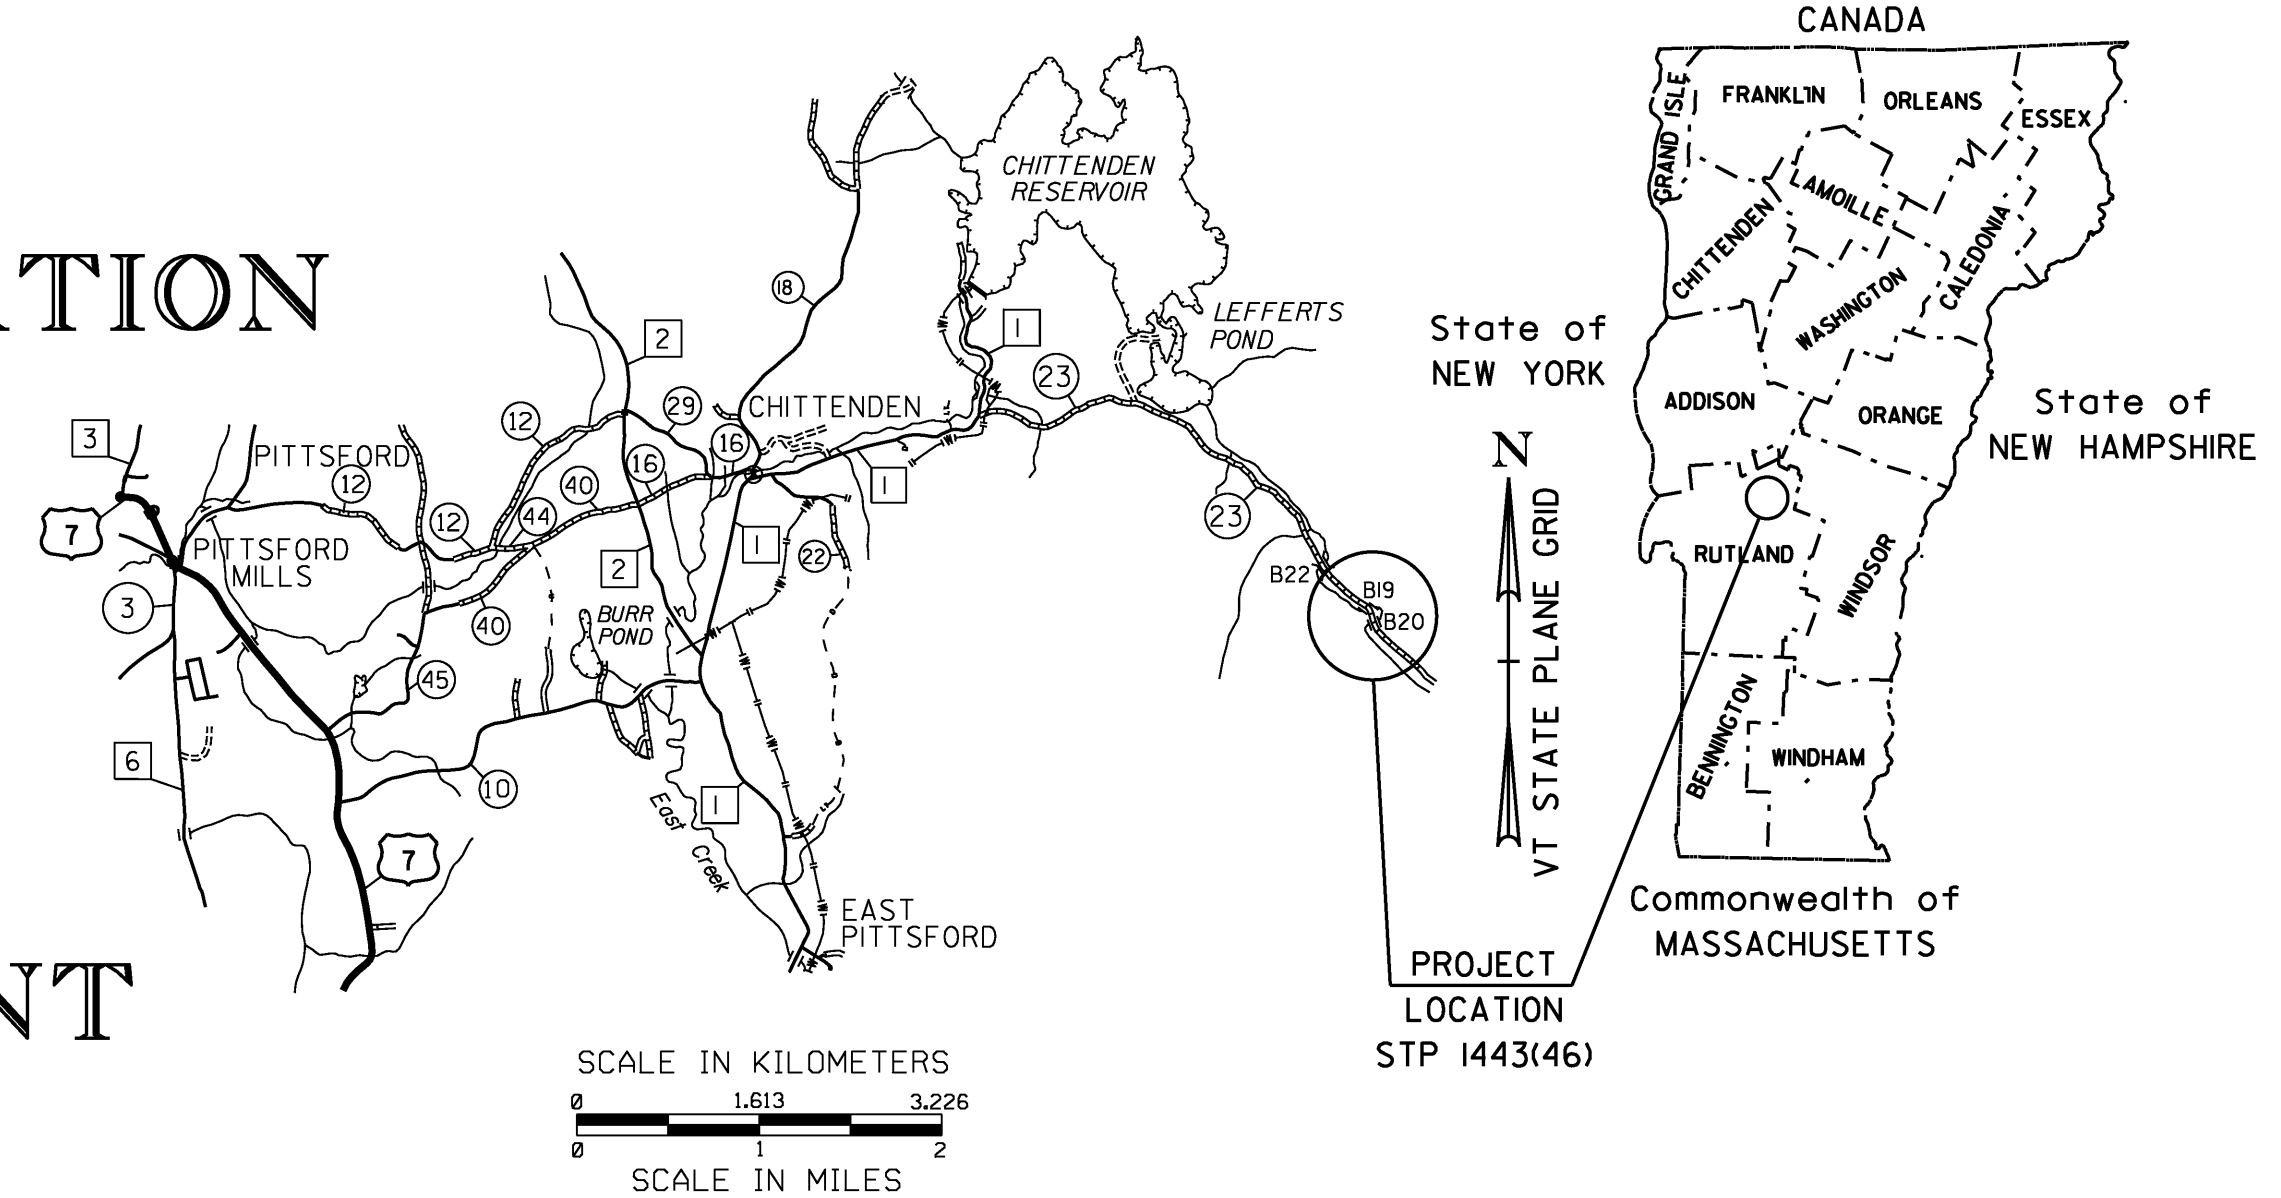 CANADA
GRAND ISLE
FRANKLIN
ORLEANS
ESSEX
CHITTENDEN
RESERVOIR
LAMOILLE
CHITTENDEN
CALEDONIA
WASHINGTON
TION
18
2
1
LEFFERTS
POND
State of
NEW YORK
ADDISON
ORANGE
State of
NEW HAMPSHIRE
23
12
29
CHITTENDEN
3
PITTSFORD
16
16
12
40
1
N
7
12
44
23
PITTSFORD
MILLS
2
1
22
RUTLAND
WINDSOR
B22
B19
B20
3
40
BURR
POND
VT STATE PLANE GRID
45
6
10
1
BENNINGTON
WINDHAM
East
Creek
7
EAST
PITTSFORD
Commonwealth of
MASSACHUSETTS
NT
PROJECT
LOCATION
STP 1443(46)
SCALE IN KILOMETERS
0 1.613 3.226
0 1 2
SCALE IN MILES